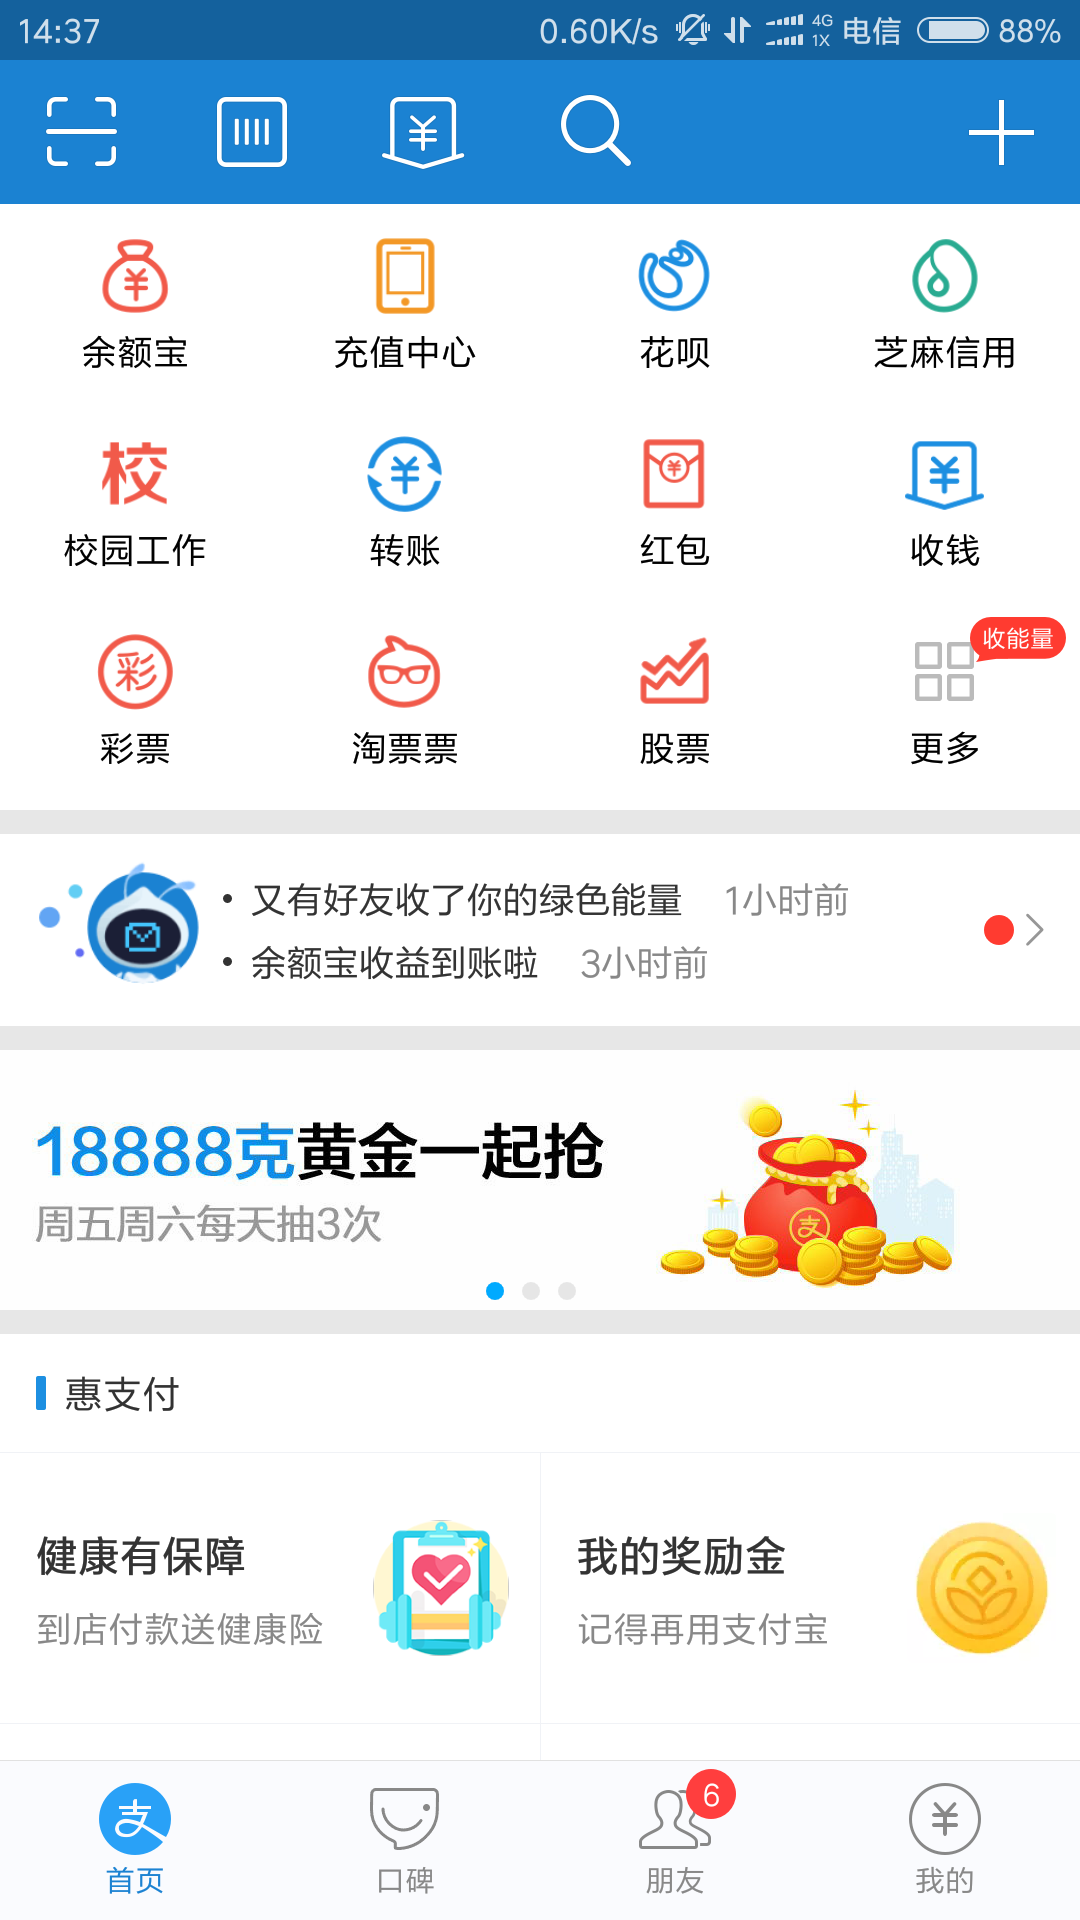 14:37 0.60K/s 4G 1X 电信 88%
余额宝 充值中心 花呗 芝麻信用
校
校园工作 转账 红包 收钱
彩 收能量
彩票 淘票票 股票 更多
• 又有好友收了你的绿色能量 1小时前
• 余额宝收益到账啦 3小时前
18888克黄金一起抢
周五周六每天抽3次
支
惠支付
健康有保障 我的奖励金
到店付款送健康险 记得再用支付宝
支 6
首页 口碑 朋友 我的